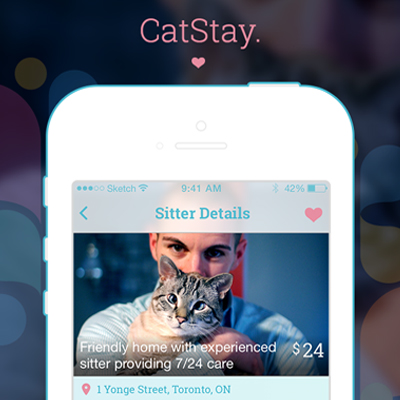 CatStay.
Sketch 9:41 AM 42%
Sitter Details
Friendly home with experienced
sitter providing 7/24 care
$24
1 Yonge Street, Toronto, ON